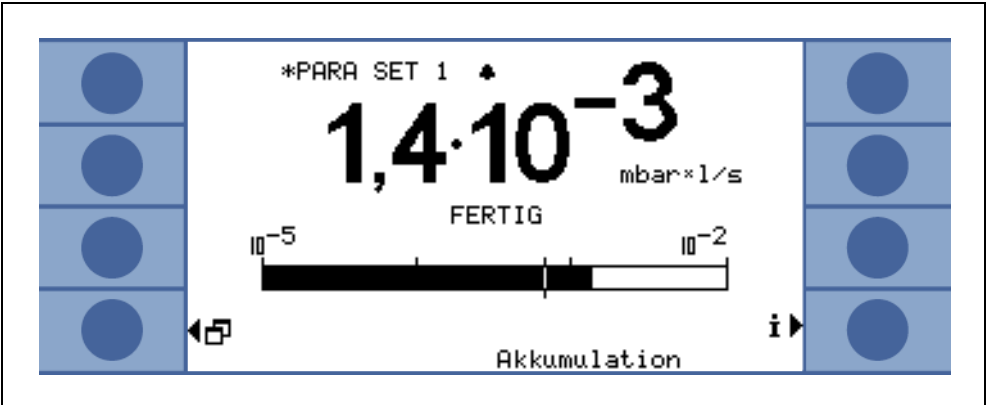 *PARA SET 1
1,4·10⁻³
mbar*l/s
FERTIG
10⁻⁵ 10⁻²
i
Akkumulation